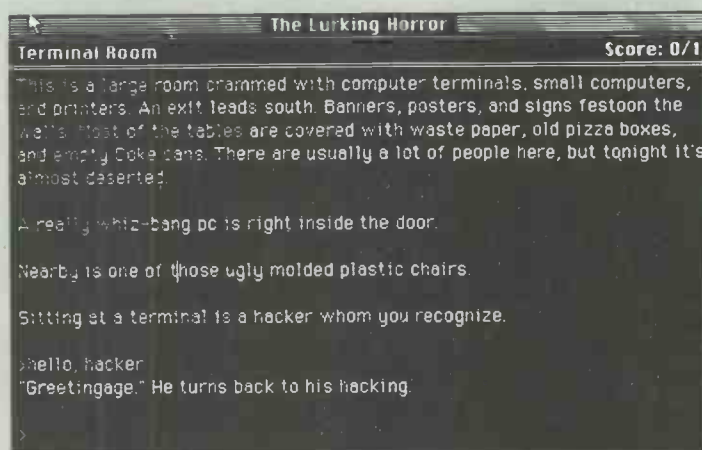 The Lurking Horror
Terminal Room Score: 0/1
This is a large room crammed with computer terminals, small computers,
and printers. An exit leads south. Banners, posters, and signs festoon the
walls. Most of the tables are covered with waste paper, old pizza boxes,
and empty Coke cans. There are usually a lot of people here, but tonight it's
almost deserted.
A really whiz-bang pc is right inside the door.
Nearby is one of those ugly molded plastic chairs.
Sitting at a terminal is a hacker whom you recognize.
>hello, hacker
"Greetingage." He turns back to his hacking.
>